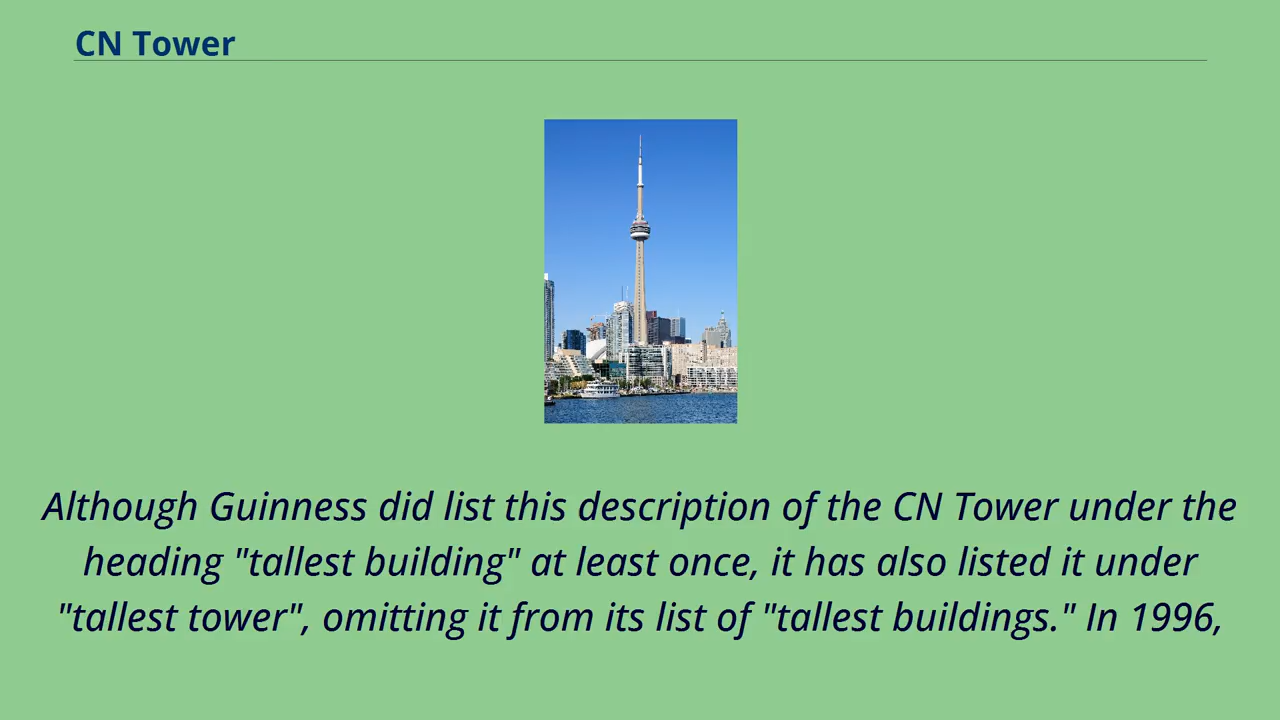 CN Tower
Although Guinness did list this description of the CN Tower under the
heading "tallest building" at least once, it has also listed it under
"tallest tower", omitting it from its list of "tallest buildings." In 1996,